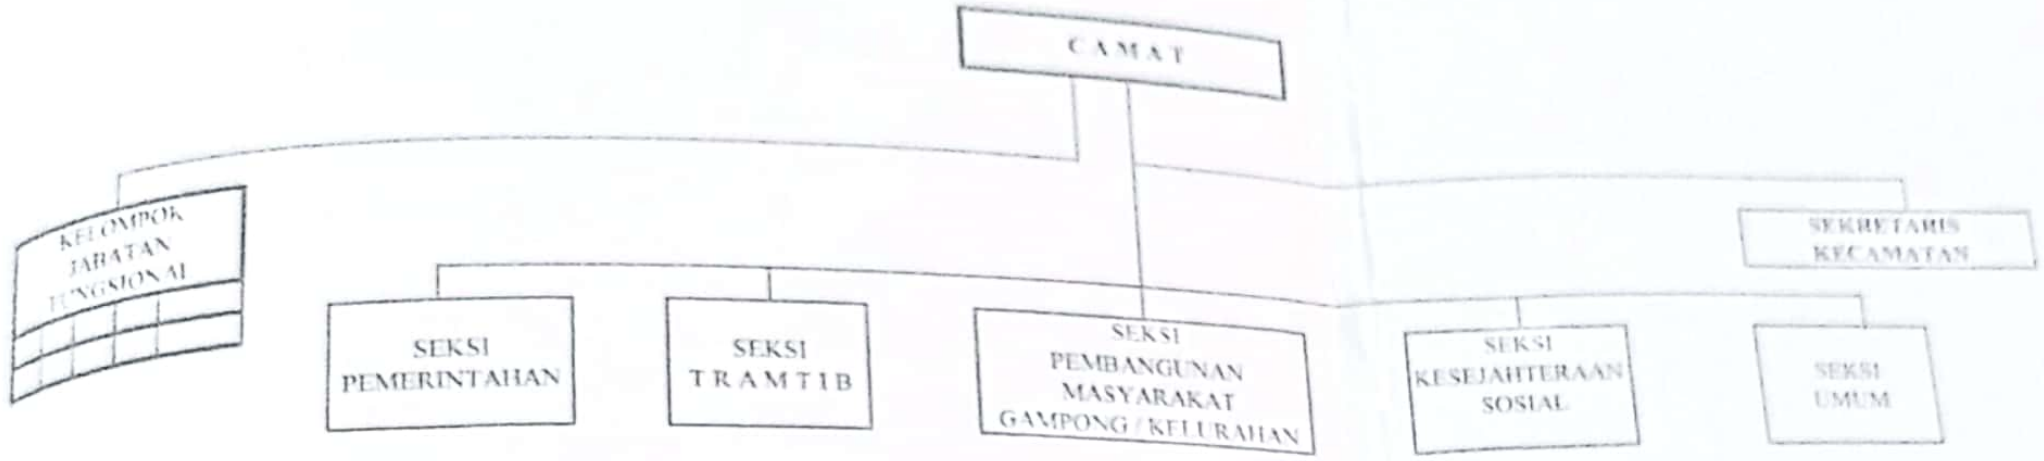 CAMAT
KELOMPOK
JABATAN
FUNGSIONAL
SEKRETARIS
KECAMATAN
SEKSI
PEMERINTAHAN
SEKSI
TRAMTIB
SEKSI
PEMBANGUNAN
MASYARAKAT
GAMPONG / KELURAHAN
SEKSI
KESEJAHTERAAN
SOSIAL
SEKSI
UMUM